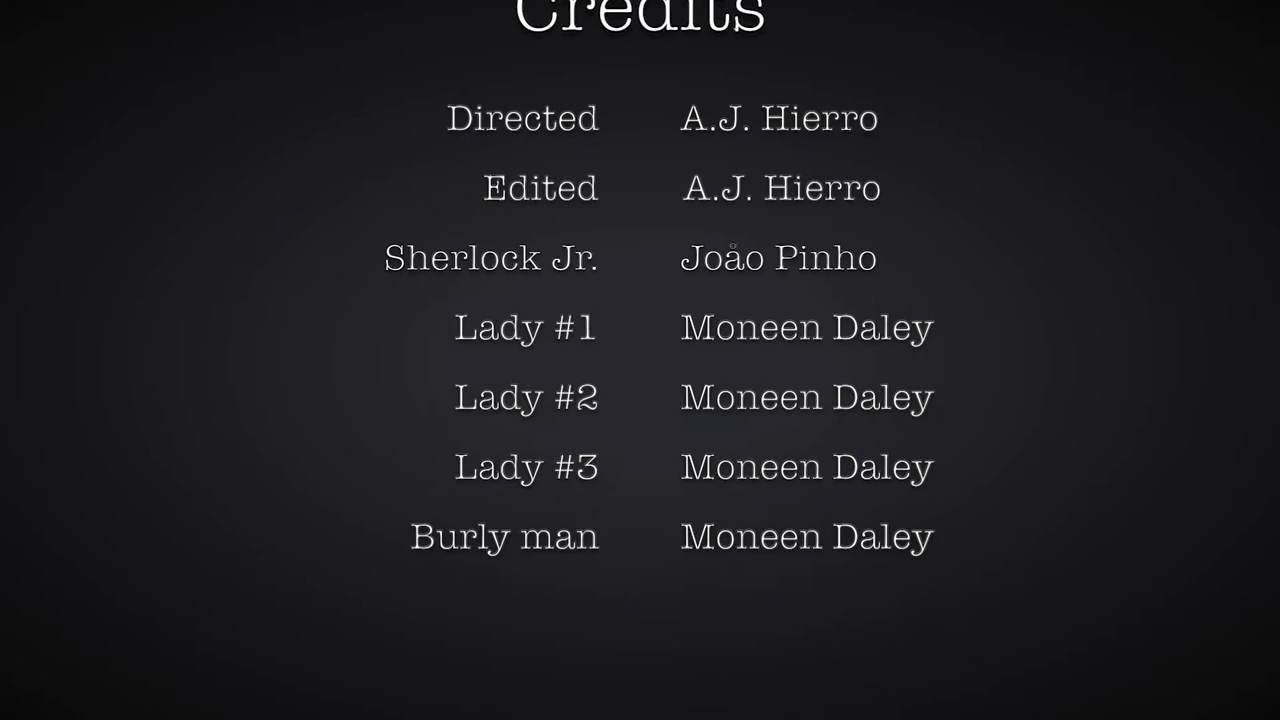 Credits
Directed A.J. Hierro
Edited A.J. Hierro
Sherlock Jr. Joåo Pinho
Lady #1 Moneen Daley
Lady #2 Moneen Daley
Lady #3 Moneen Daley
Burly man Moneen Daley